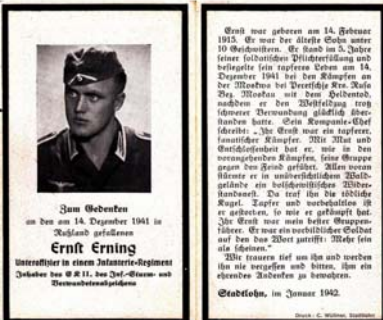 Zum Gedenken
an den am 14. Dezember 1941 in
Rußland gefallenen
Ernst Erning
Unteroffizier in einem Infanterie-Regiment
Inhaber des E K II. des Inf.-Sturm- und
Verwundetenabzeichens
Ernst war geboren am 14. Februar
1915. Er war der älteste Sohn unter
10 Geschwistern. Er stand im 5. Jahre
seiner soldatischen Pflichterfüllung und
besiegelte sein tapferes Leben am 14.
Dezember 1941 bei den Kämpfen an
der Moskwa bei Peretschje Krs. Rusa
Bez. Moskau mit dem Heldentod,
nachdem er den Westfeldzug trotz
schwerer Verwundung glücklich über-
standen hatte. Sein Kompanie-Chef
schreibt: „Ihr Ernst war ein tapferer,
fanatischer Kämpfer. Mit Mut und
Entschlossenheit hat er, wie in den
vorangehenden Kämpfen, seine Gruppe
gegen den Feind geführt. Allen voran
stürmte er in unübersichtlichem Wald-
gelände ein bolschewistisches Wider-
standsnest. Da traf ihn die tödliche
Kugel. Tapfer und vorbehaltlos ist
er gestorben, so wie er gekämpft hat.
Ihr Ernst war mein bester Gruppen-
führer. Er war ein vorbildlicher Soldat
auf den das Wort zutrifft: Mehr sein
als scheinen.“
Wir trauern tief um ihn und werden
ihn nie vergessen und bitten, ihm ein
ehrendes Andenken zu bewahren.
Stadtlohn, im Januar 1942.
Druck - C. Wüllner, Stadtlohn